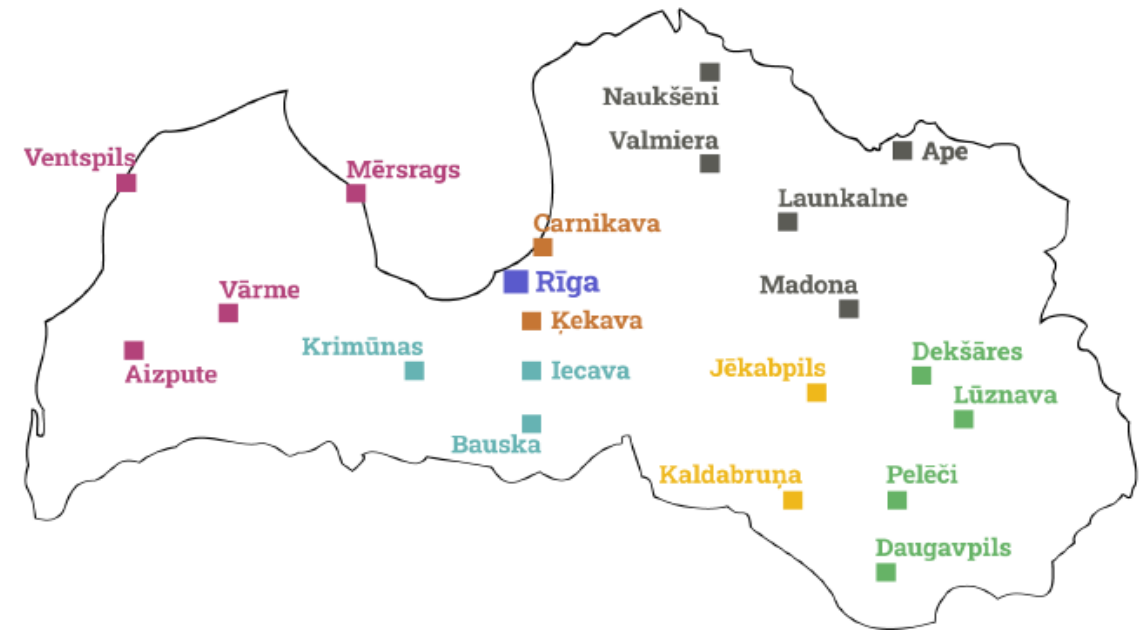 Naukšēni
Valmiera
Ape
Ventspils
Mērsrags
Launkalne
Carnikava
Rīga
Madona
Vārme
Ķekava
Krimūnas
Dekšāres
Iecava
Jēkabpils
Aizpute
Lūznava
Bauska
Kaldabruņa
Pelēči
Daugavpils